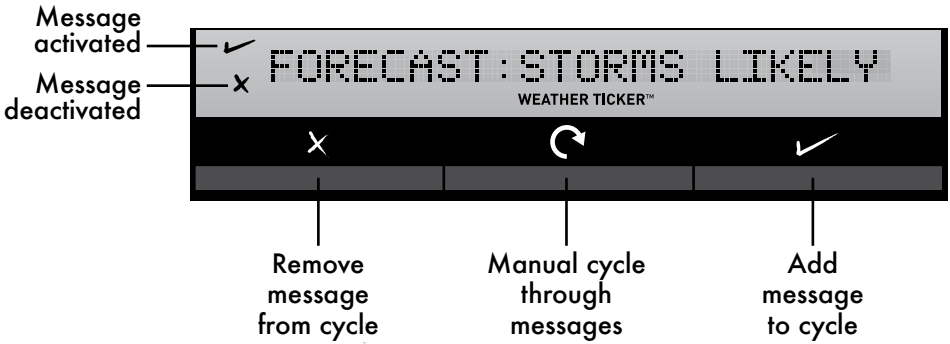 Message
activated
Message
deactivated
FORECAST:STORMS LIKELY
WEATHER TICKER™
Remove
message
from cycle
Manual cycle
through
messages
Add
message
to cycle